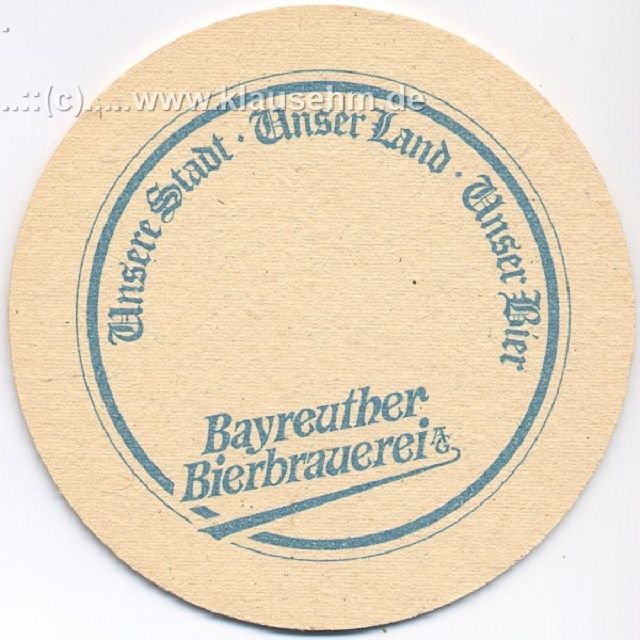 ..::(c)::..www.klausehm.de
Unsere Stadt · Unser Land · Unser Bier
Bayreuther
Bierbrauerei AG